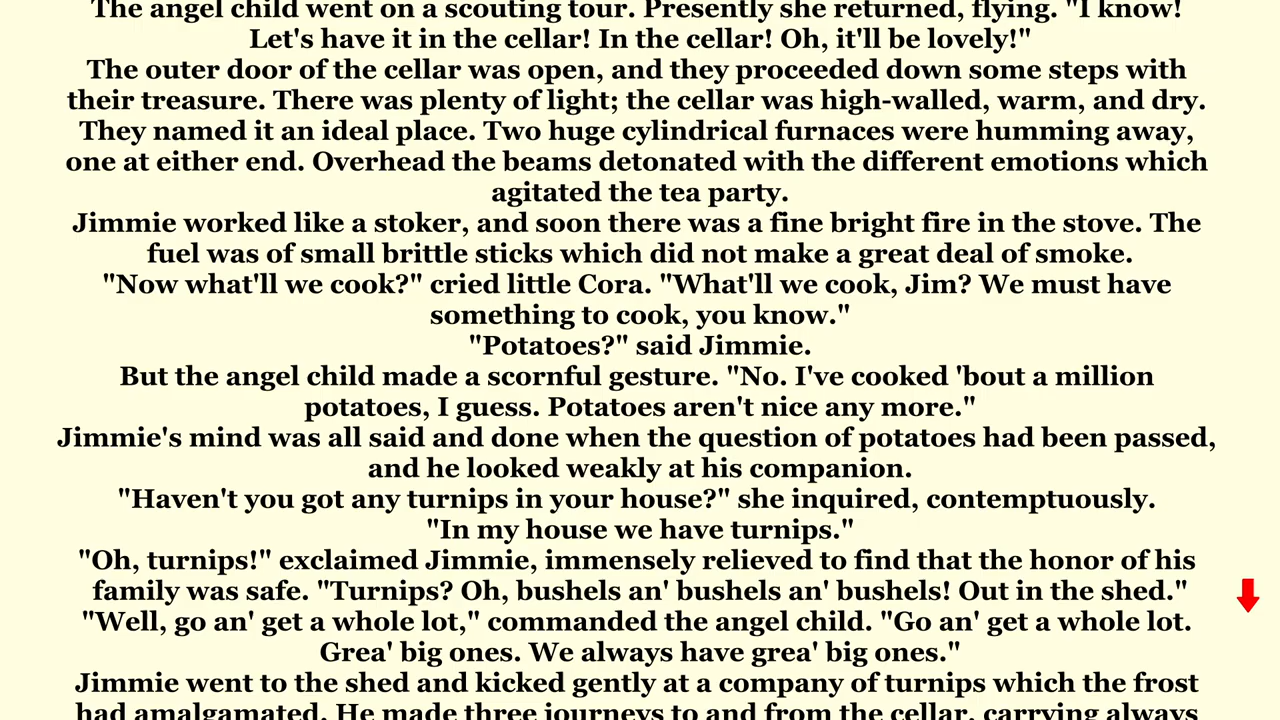 The angel child went on a scouting tour. Presently she returned, flying. "I know!
Let's have it in the cellar! In the cellar! Oh, it'll be lovely!"
The outer door of the cellar was open, and they proceeded down some steps with
their treasure. There was plenty of light; the cellar was high-walled, warm, and dry.
They named it an ideal place. Two huge cylindrical furnaces were humming away,
one at either end. Overhead the beams detonated with the different emotions which
agitated the tea party.
Jimmie worked like a stoker, and soon there was a fine bright fire in the stove. The
fuel was of small brittle sticks which did not make a great deal of smoke.
"Now what'll we cook?" cried little Cora. "What'll we cook, Jim? We must have
something to cook, you know."
"Potatoes?" said Jimmie.
But the angel child made a scornful gesture. "No. I've cooked 'bout a million
potatoes, I guess. Potatoes aren't nice any more."
Jimmie's mind was all said and done when the question of potatoes had been passed,
and he looked weakly at his companion.
"Haven't you got any turnips in your house?" she inquired, contemptuously.
"In my house we have turnips."
"Oh, turnips!" exclaimed Jimmie, immensely relieved to find that the honor of his
family was safe. "Turnips? Oh, bushels an' bushels an' bushels! Out in the shed."
"Well, go an' get a whole lot," commanded the angel child. "Go an' get a whole lot.
Grea' big ones. We always have grea' big ones."
Jimmie went to the shed and kicked gently at a company of turnips which the frost
had amalgamated. He made three journeys to and from the cellar, carrying always